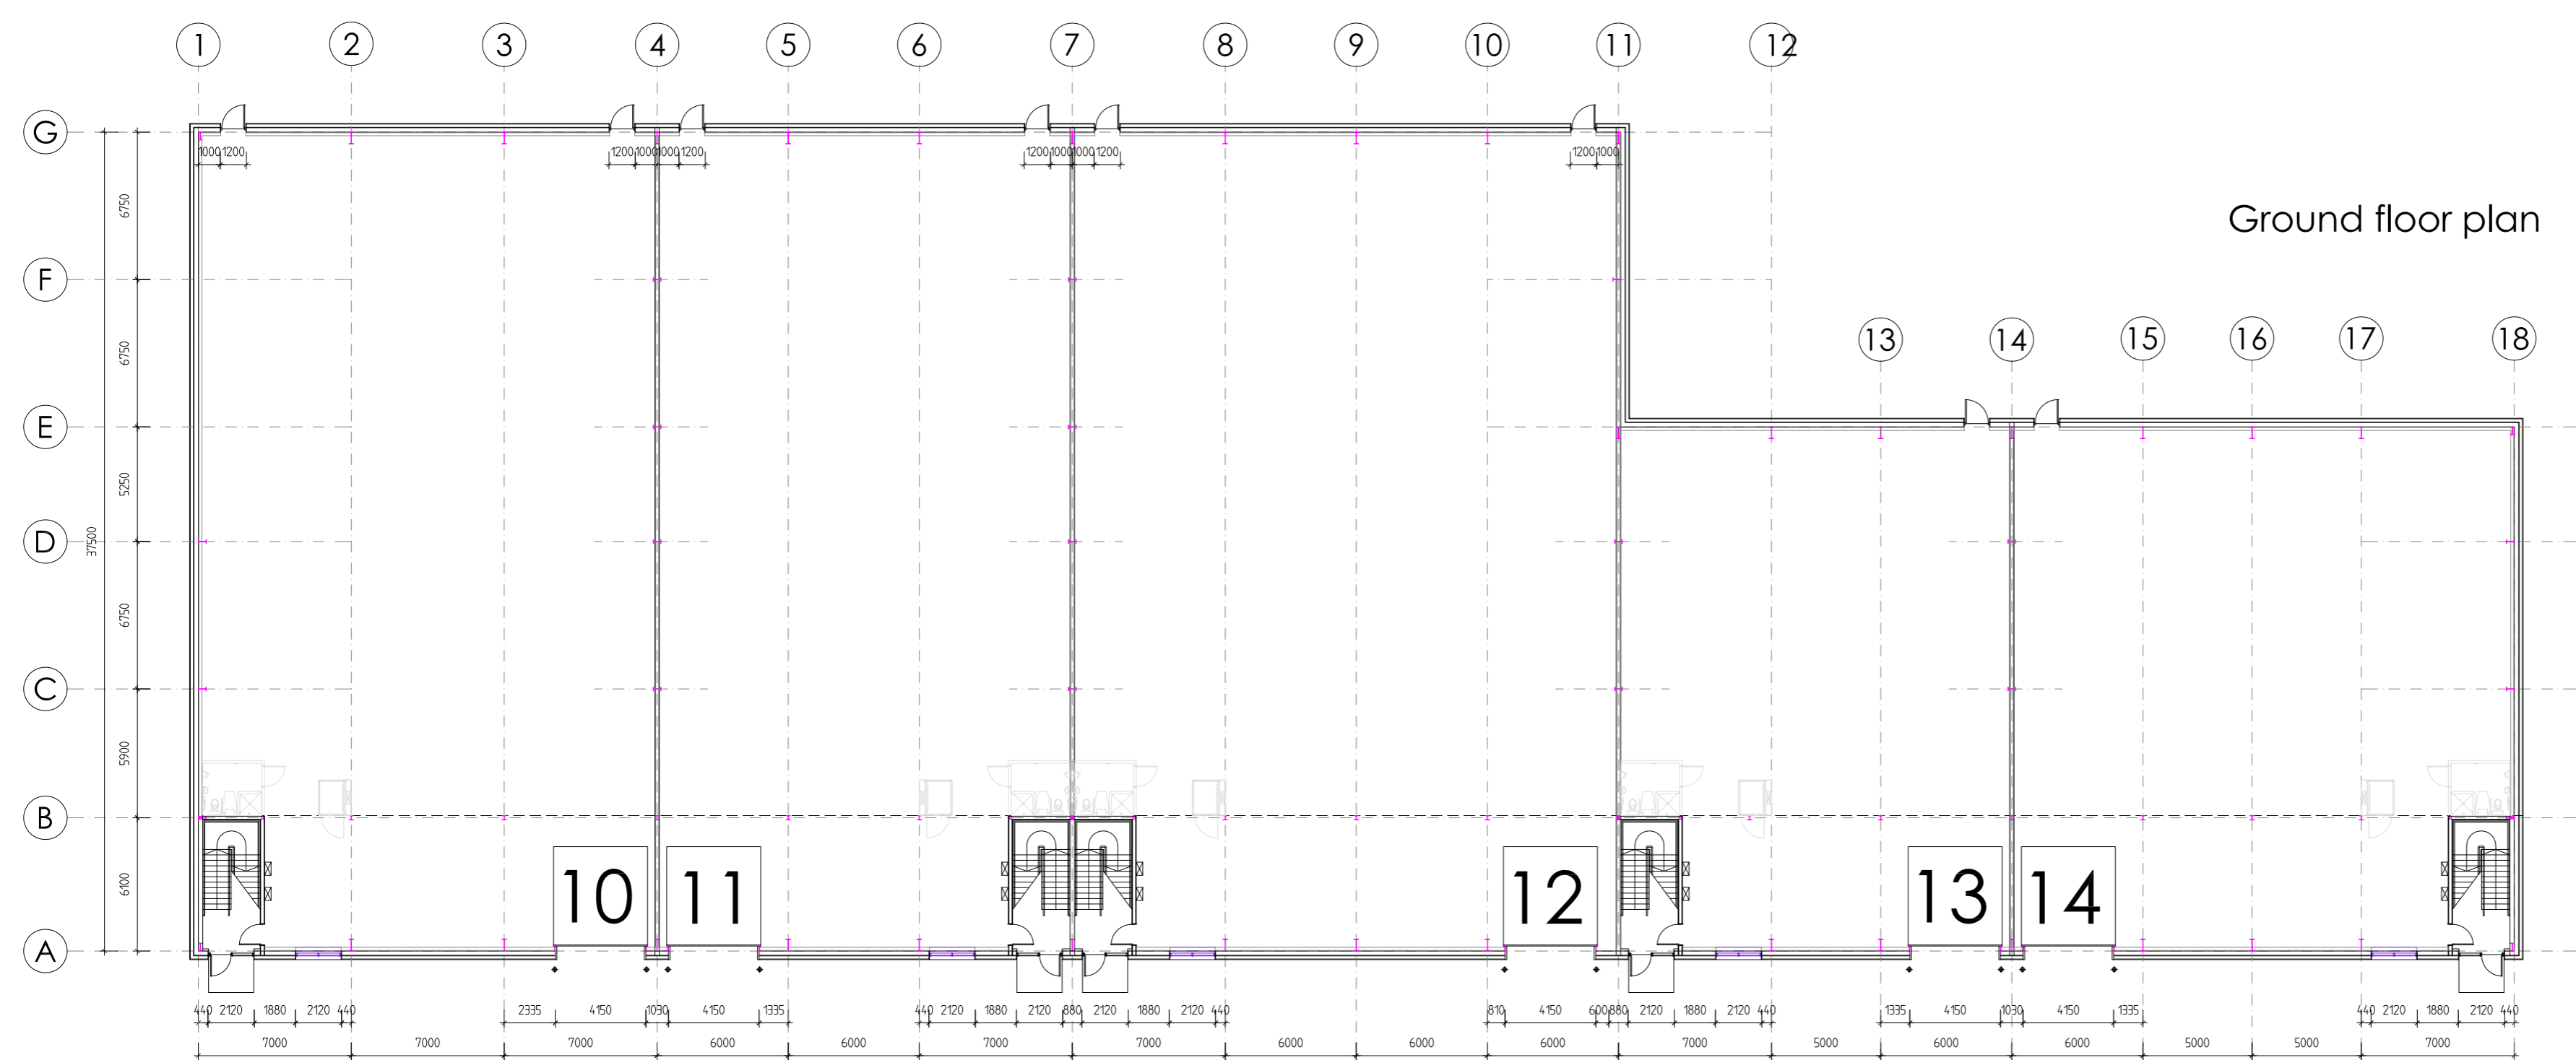 1 2 3 4 5 6 7 8 9 10 11 12
G
1000 1200 1200 1000 1000 1200 1200 1000 1000 1200 1200 1000
6750
Ground floor plan
F
13 14 15 16 17 18
6750
E
5250
37500
D
6750
C
5900
B
6100
10 11 12 13 14
A
440 2120 1880 2120 440 2335 4150 1030 4150 1335 440 2120 1880 2120 880 2120 1880 2120 440 810 4150 600 880 2120 1880 2120 440 1335 4150 1030 4150 1335 440 2120 1880 2120 440
7000 7000 7000 6000 6000 7000 7000 6000 6000 6000 7000 5000 6000 6000 5000 5000 7000